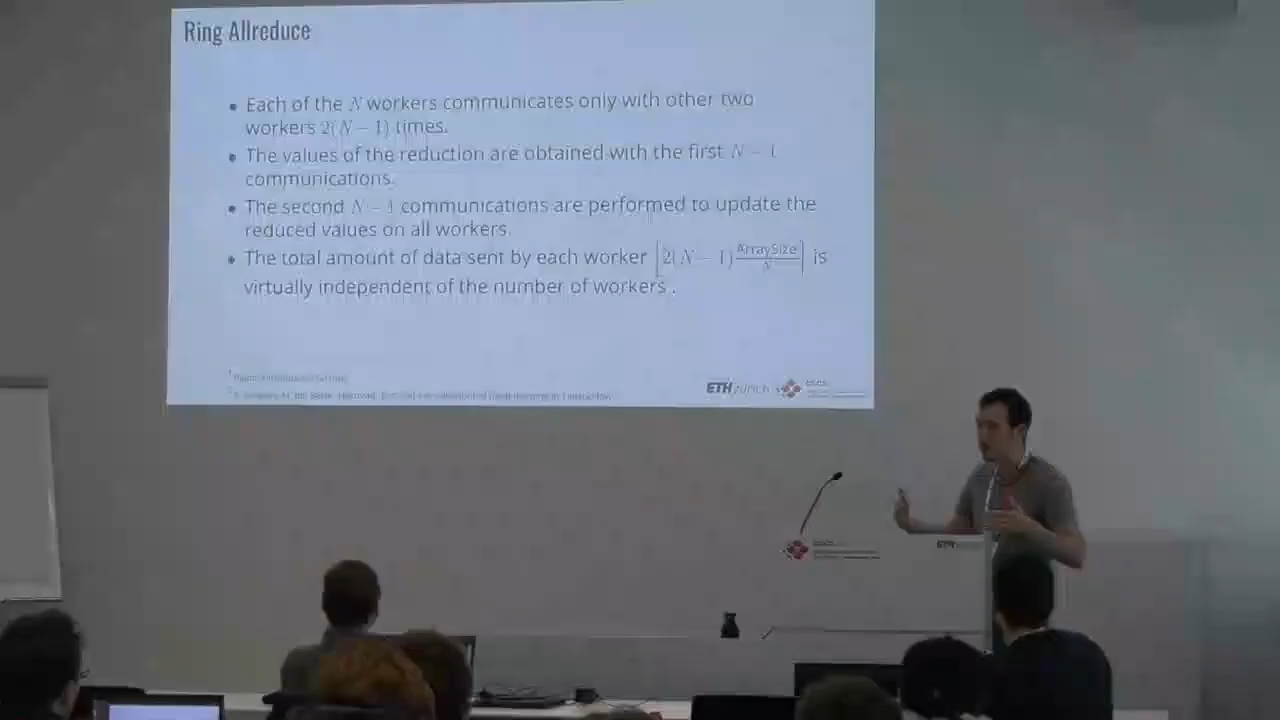 Ring Allreduce
• Each of the N workers communicates only with other two
workers 2(N − 1) times.
• The values of the reduction are obtained with the first N − 1
communications.
• The second N − 1 communications are performed to update the
reduced values on all workers.
• The total amount of data sent by each worker [2(N − 1) ArraySize/N] is
virtually independent of the number of workers .
ETH zürich CSCS
CSCS
ETH